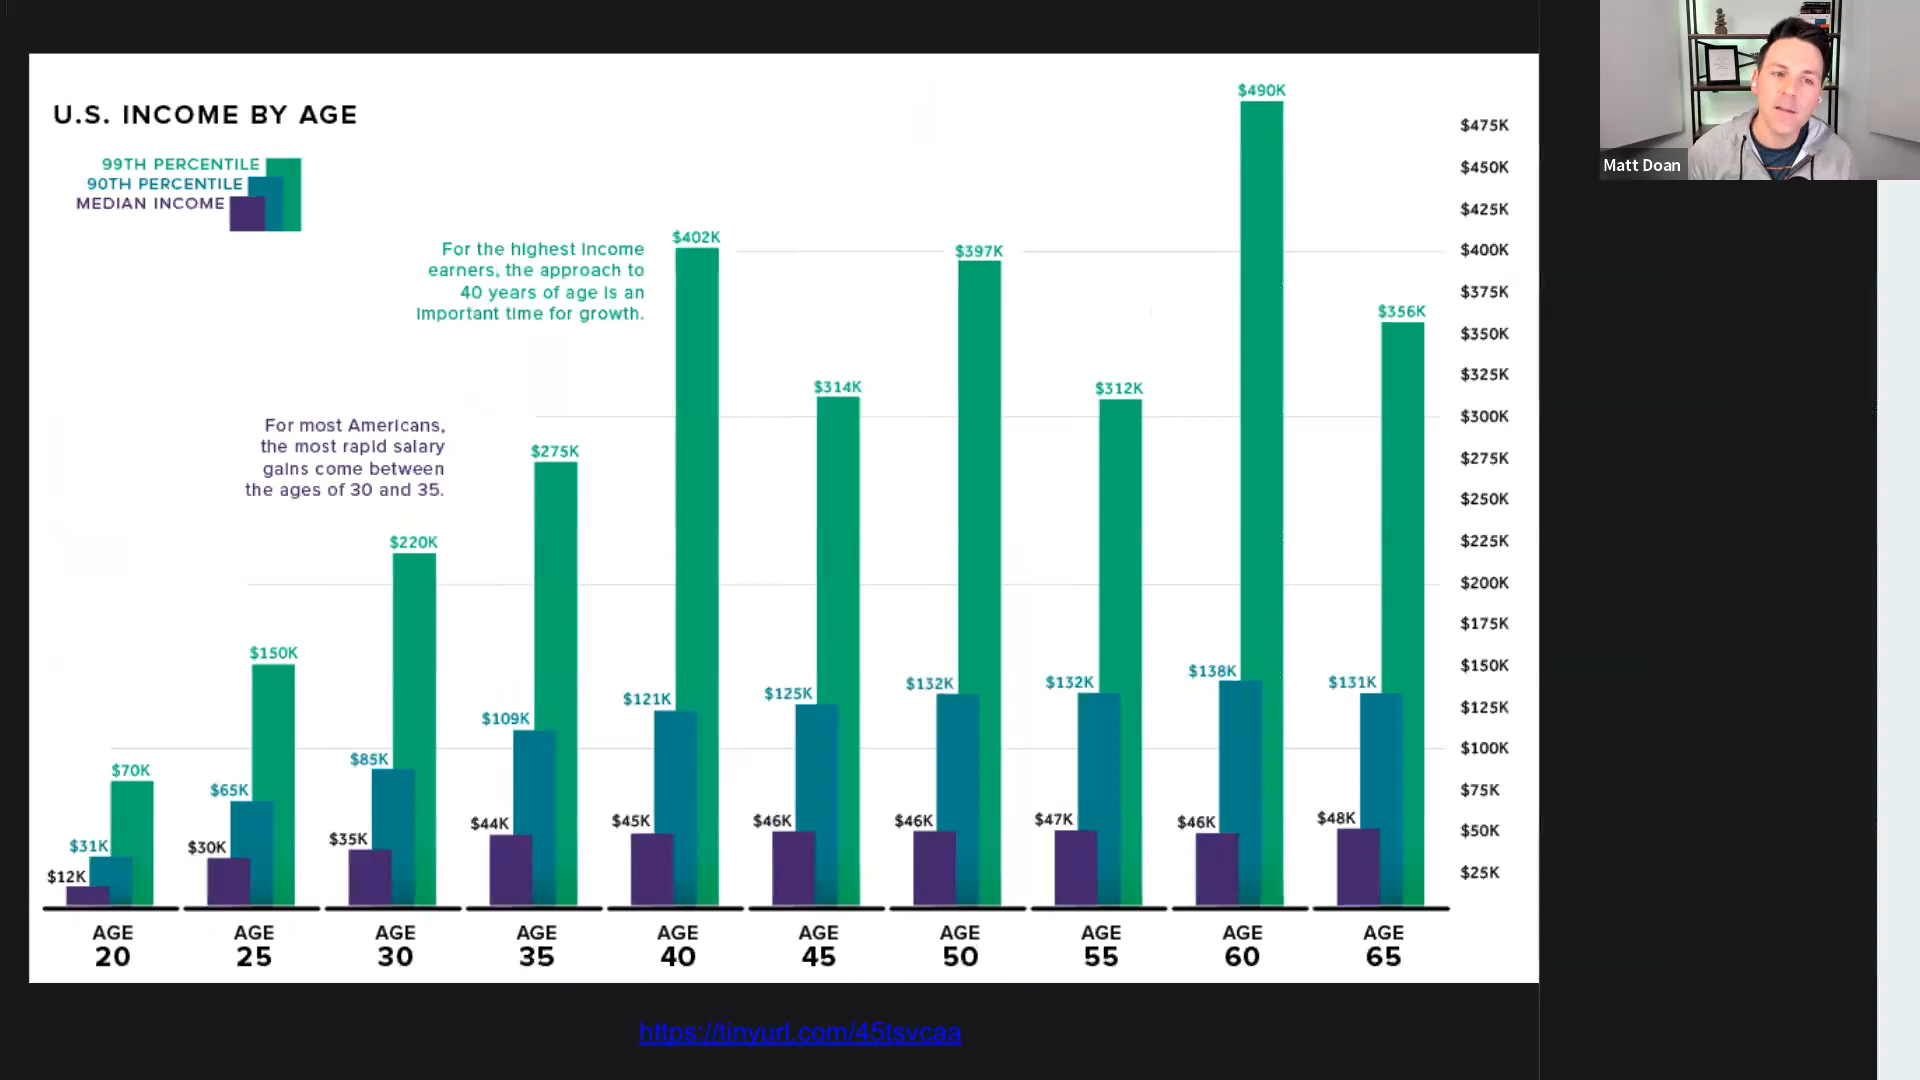 U.S. INCOME BY AGE
99TH PERCENTILE
90TH PERCENTILE
MEDIAN INCOME
For the highest income
earners, the approach to
40 years of age is an
important time for growth.
For most Americans,
the most rapid salary
gains come between
the ages of 30 and 35.
$12K
$31K
$70K
$30K
$65K
$150K
$35K
$85K
$220K
$44K
$109K
$275K
$45K
$121K
$402K
$46K
$125K
$314K
$46K
$132K
$397K
$47K
$132K
$312K
$46K
$138K
$490K
$48K
$131K
$356K
$475K
$450K
$425K
$400K
$375K
$350K
$325K
$300K
$275K
$250K
$225K
$200K
$175K
$150K
$125K
$100K
$75K
$50K
$25K
AGE
20
AGE
25
AGE
30
AGE
35
AGE
40
AGE
45
AGE
50
AGE
55
AGE
60
AGE
65
https://tinyurl.com/45tsvcaa
Matt Doan